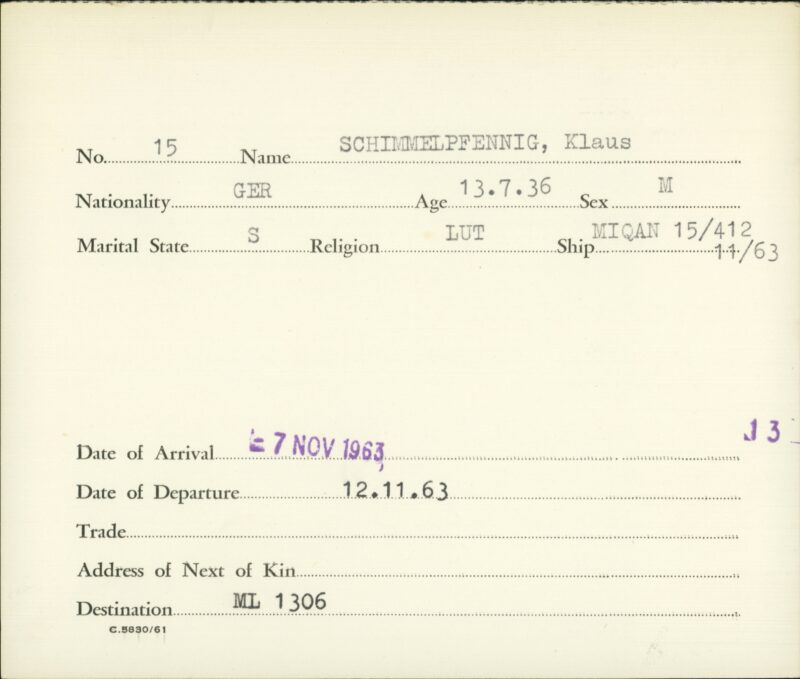 No. 15 Name SCHIMMELPFENNIG, Klaus
Nationality GER Age 13.7.36 Sex M
Marital State S Religion LUT Ship MIQAN 15/412
11/63
J 3
Date of Arrival 7 NOV 1963
Date of Departure 12.11.63
Trade
Address of Next of Kin
Destination ML 1306
C.5830/61